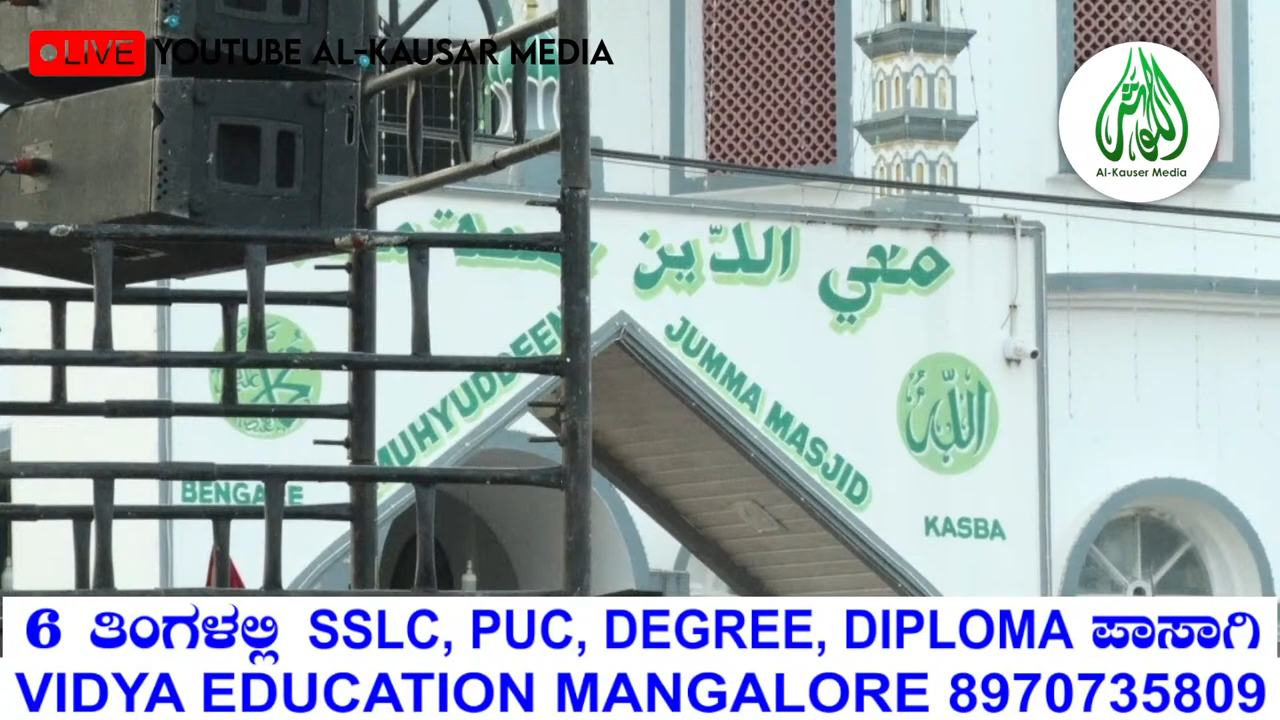 LIVE YOUTUBE AL-KAUSAR MEDIA
Al-Kauser Media
محي الدين
MUHYUDDEEN JUMMA MASJID
محمد
الله
BENGARE
KASBA
6 ತಿಂಗಳಲ್ಲಿ SSLC, PUC, DEGREE, DIPLOMA ಪಾಸಾಗಿ
VIDYA EDUCATION MANGALORE 8970735809